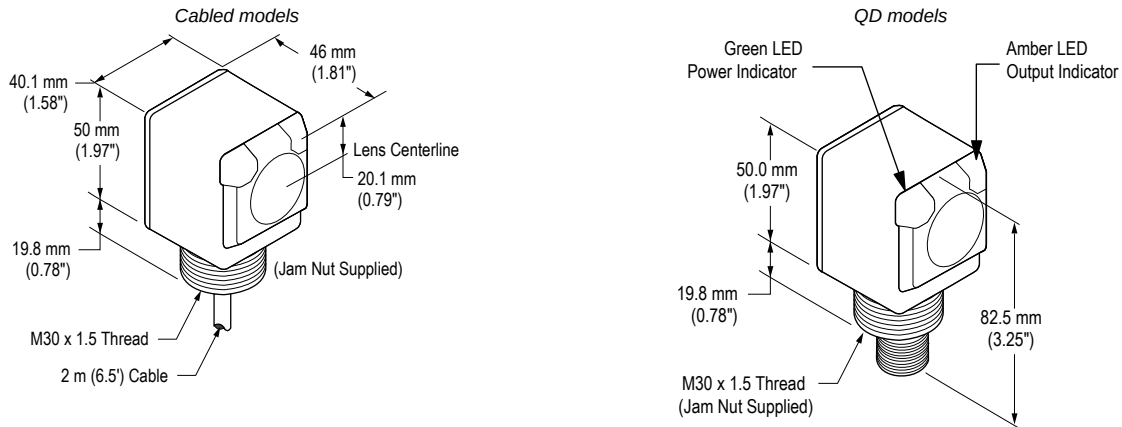 Cabled models
40.1 mm
(1.58")
46 mm
(1.81")
50 mm
(1.97")
Lens Centerline
20.1 mm
(0.79")
19.8 mm
(0.78")
(Jam Nut Supplied)
M30 x 1.5 Thread
2 m (6.5') Cable
QD models
Green LED
Power Indicator
Amber LED
Output Indicator
50.0 mm
(1.97")
19.8 mm
(0.78")
82.5 mm
(3.25")
M30 x 1.5 Thread
(Jam Nut Supplied)